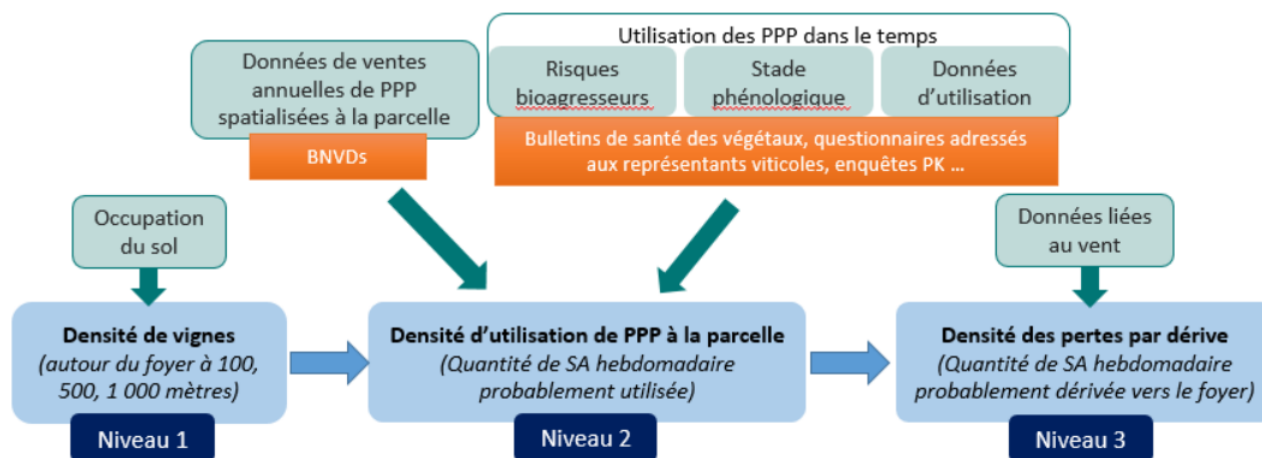 Données de ventes
annuelles de PPP
spatialisées à la parcelle
BNVDs
Utilisation des PPP dans le temps
Risques
bioagresseurs
Stade
phénologique
Données
d’utilisation
Bulletins de santé des végétaux, questionnaires adressés
aux représentants viticoles, enquêtes PK ...
Occupation
du sol
Données liées
au vent
Densité de vignes
(autour du foyer à 100,
500, 1 000 mètres)
Niveau 1
Densité d’utilisation de PPP à la parcelle
(Quantité de SA hebdomadaire
probablement utilisée)
Niveau 2
Densité des pertes par dérive
(Quantité de SA hebdomadaire
probablement dérivée vers le foyer)
Niveau 3